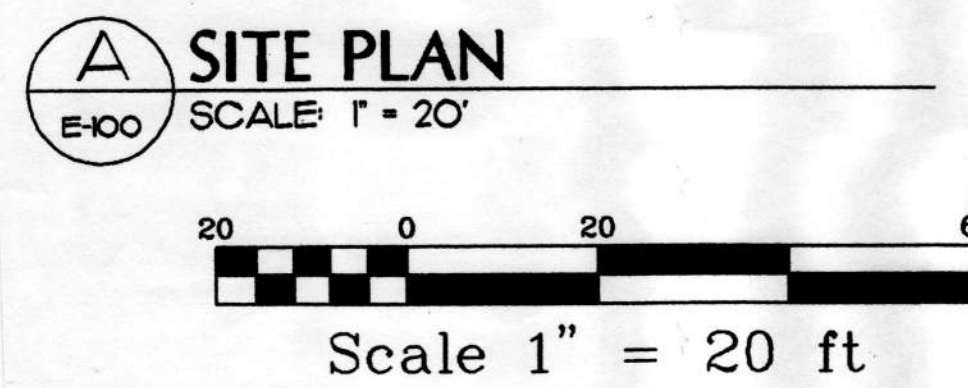 A
E-100
SITE PLAN
SCALE: 1" = 20'
20 0 20
Scale 1" = 20 ft